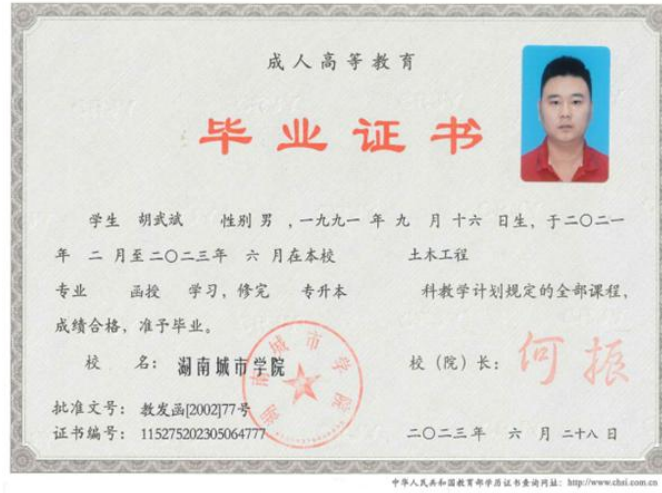 成人高等教育
毕业证书
学生 胡武斌 性别 男 ,一九九一 年 九 月 十六 日生, 于二〇二一
年 二 月至二〇二三年 六 月在本校 土木工程
专业 函授 学习, 修完 专升本 科教学计划规定的全部课程,
成绩合格, 准予毕业。
校 名: 湖南城市学院 校(院)长: 何振
湖南城市学院
批准文号: 教发函[2002]77号
证书编号: 115275202305064777 二〇二三年 六 月 二十八 日
中华人民共和国教育部学历证书查询网址: http://www.chsi.com.cn